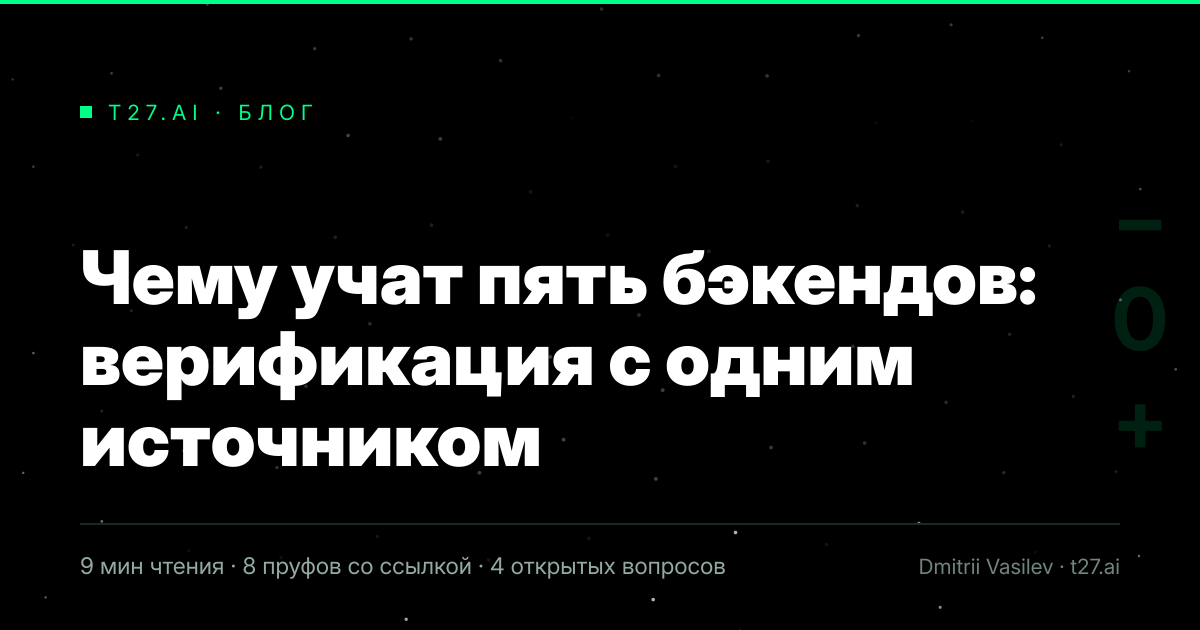 T27.AI · БЛОГ
Чему учат пять бэкендов:
верификация с одним
источником
9 мин чтения · 8 пруфов со ссылкой · 4 открытых вопросов
Dmitrii Vasilev · t27.ai
−
0
+